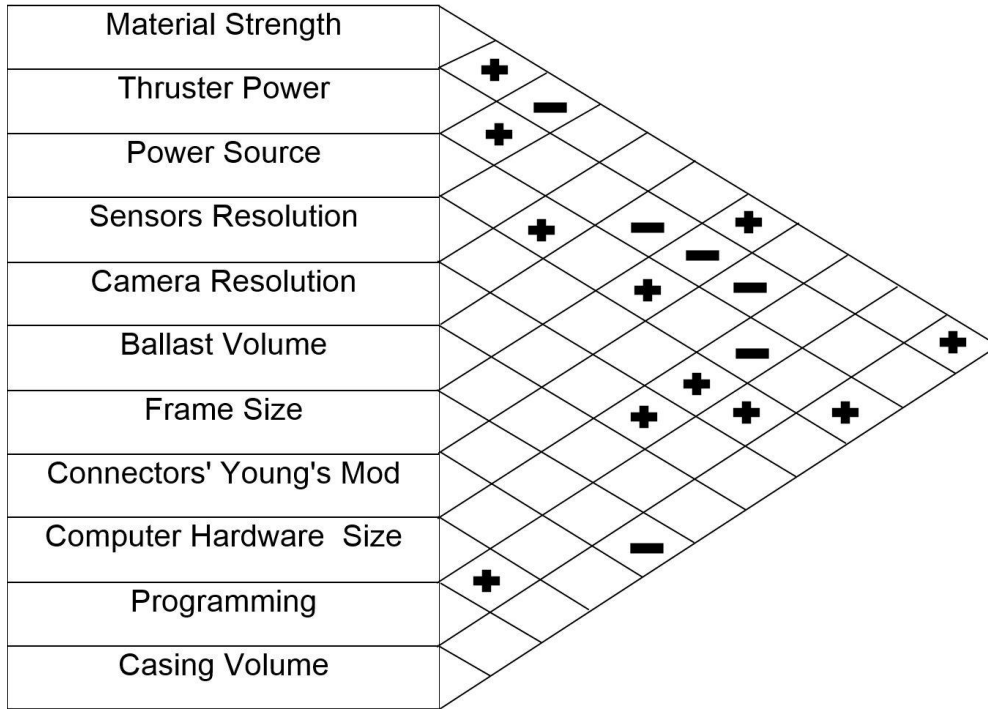 Material Strength
Thruster Power
Power Source
Sensors Resolution
Camera Resolution
Ballast Volume
Frame Size
Connectors' Young's Mod
Computer Hardware  Size
Programming
Casing Volume